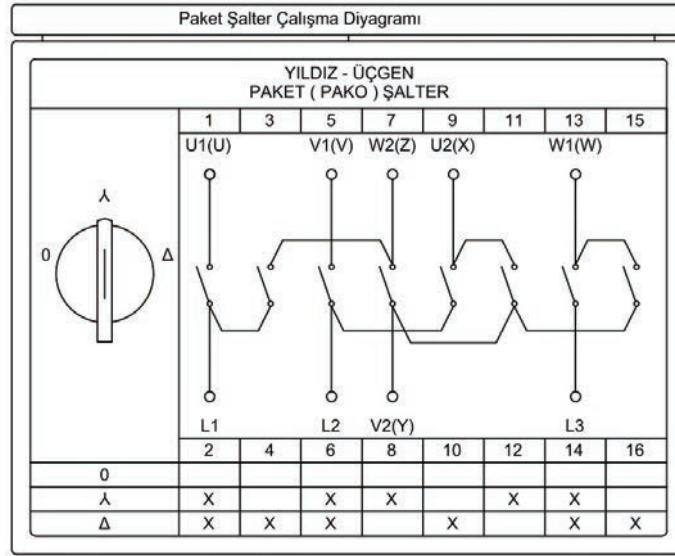 Paket Şalter Çalışma Diyagramı
YILDIZ - ÜÇGEN
PAKET ( PAKO ) ŞALTER
1 3 5 7 9 11 13 15
U1(U) V1(V) W2(Z) U2(X) W1(W)
⅄
0 Δ
L1 L2 V2(Y) L3
2 4 6 8 10 12 14 16
0
⅄ X X X X X
Δ X X X X X X